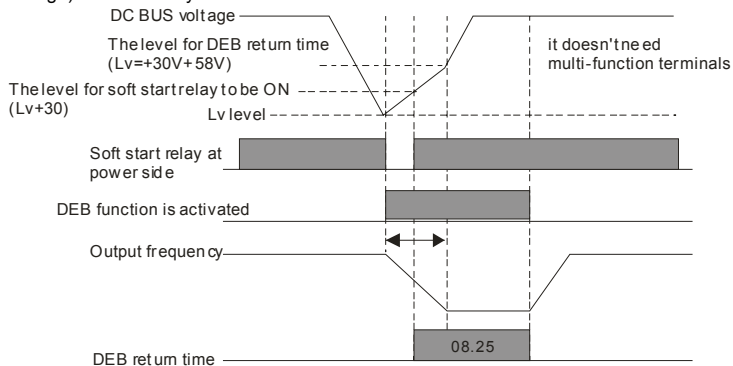 DC BUS voltage
The level for DEB return time
(Lv=+30V+58V)
it doesn't need
multi-function terminals
The level for soft start relay to be ON
(Lv+30)
Lv level
Soft start relay at
power side
DEB function is activated
Output frequency
08.25
DEB return time